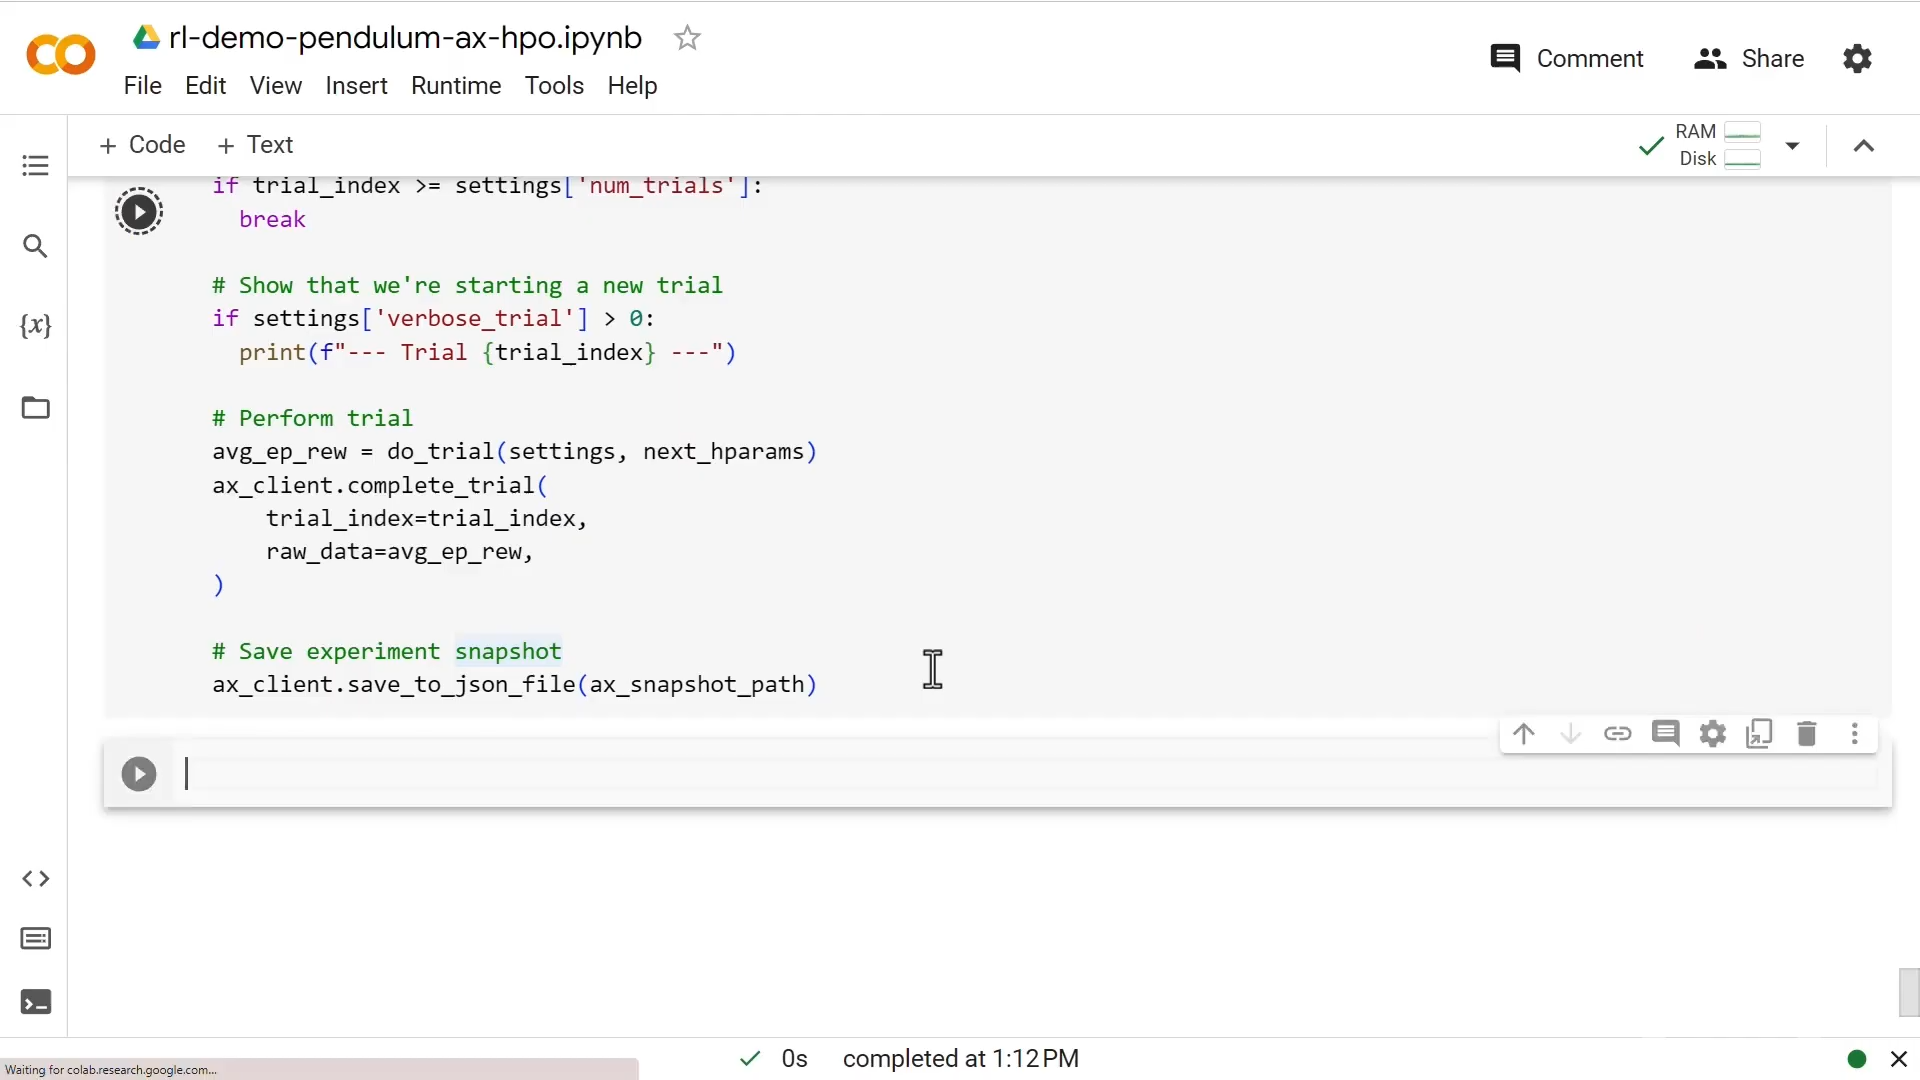 rl-demo-pendulum-ax-hpo.ipynb
Comment
Share
File Edit View Insert Runtime Tools Help
+ Code + Text
RAM
Disk
if trial_index >= settings['num_trials']:
break
# Show that we're starting a new trial
if settings['verbose_trial'] > 0:
print(f"--- Trial {trial_index} ---")
# Perform trial
avg_ep_rew = do_trial(settings, next_hparams)
ax_client.complete_trial(
trial_index=trial_index,
raw_data=avg_ep_rew,
)
# Save experiment snapshot
ax_client.save_to_json_file(ax_snapshot_path)
0s completed at 1:12 PM
Waiting for colab.research.google.com...